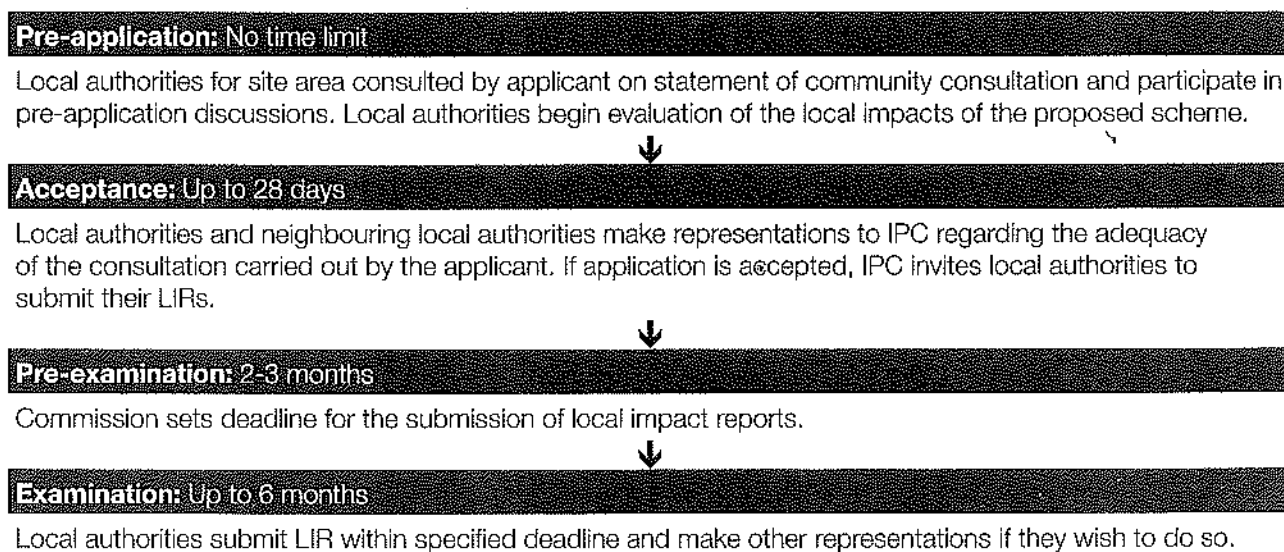 Pre-application: No time limit
Local authorities for site area consulted by applicant on statement of community consultation and participate in
pre-application discussions. Local authorities begin evaluation of the local impacts of the proposed scheme.
Acceptance: Up to 28 days
Local authorities and neighbouring local authorities make representations to IPC regarding the adequacy
of the consultation carried out by the applicant. If application is accepted, IPC invites local authorities to
submit their LIRs.
Pre-examination: 2-3 months
Commission sets deadline for the submission of local impact reports.
Examination: Up to 6 months
Local authorities submit LIR within specified deadline and make other representations if they wish to do so.